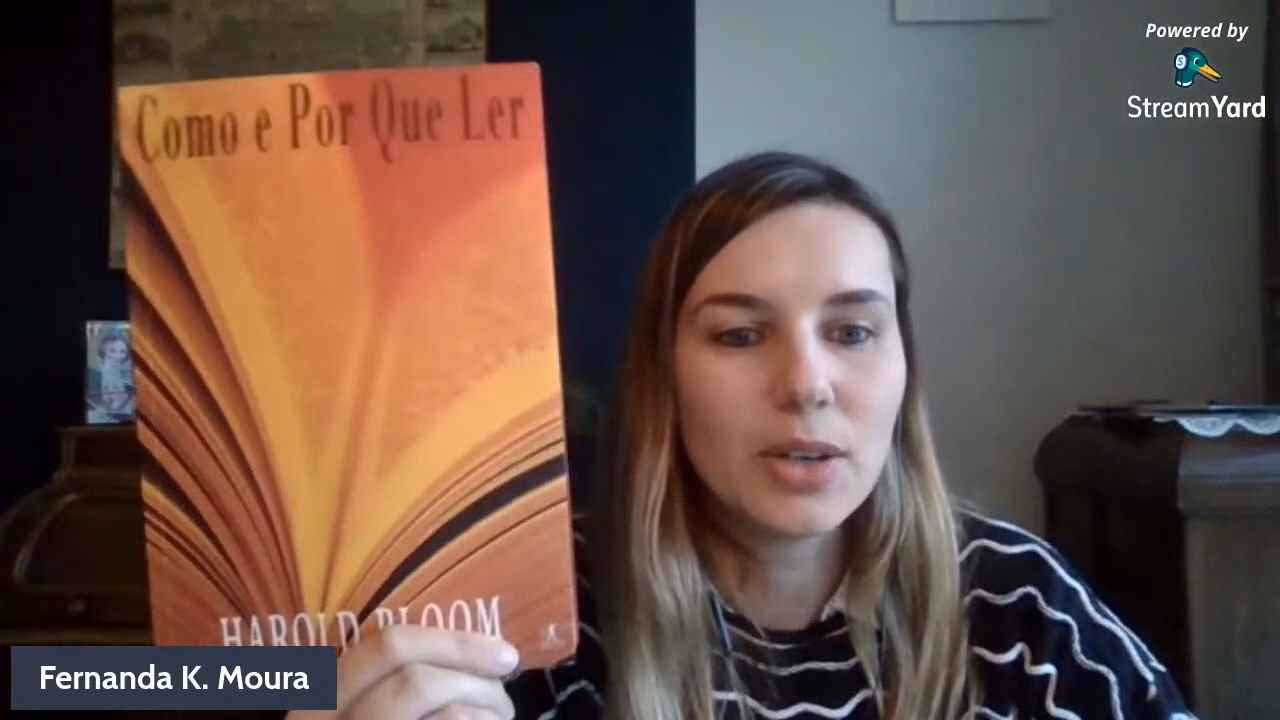 Como e Por Que Ler
HAROLD BLOOM
Fernanda K. Moura
Powered by
StreamYard